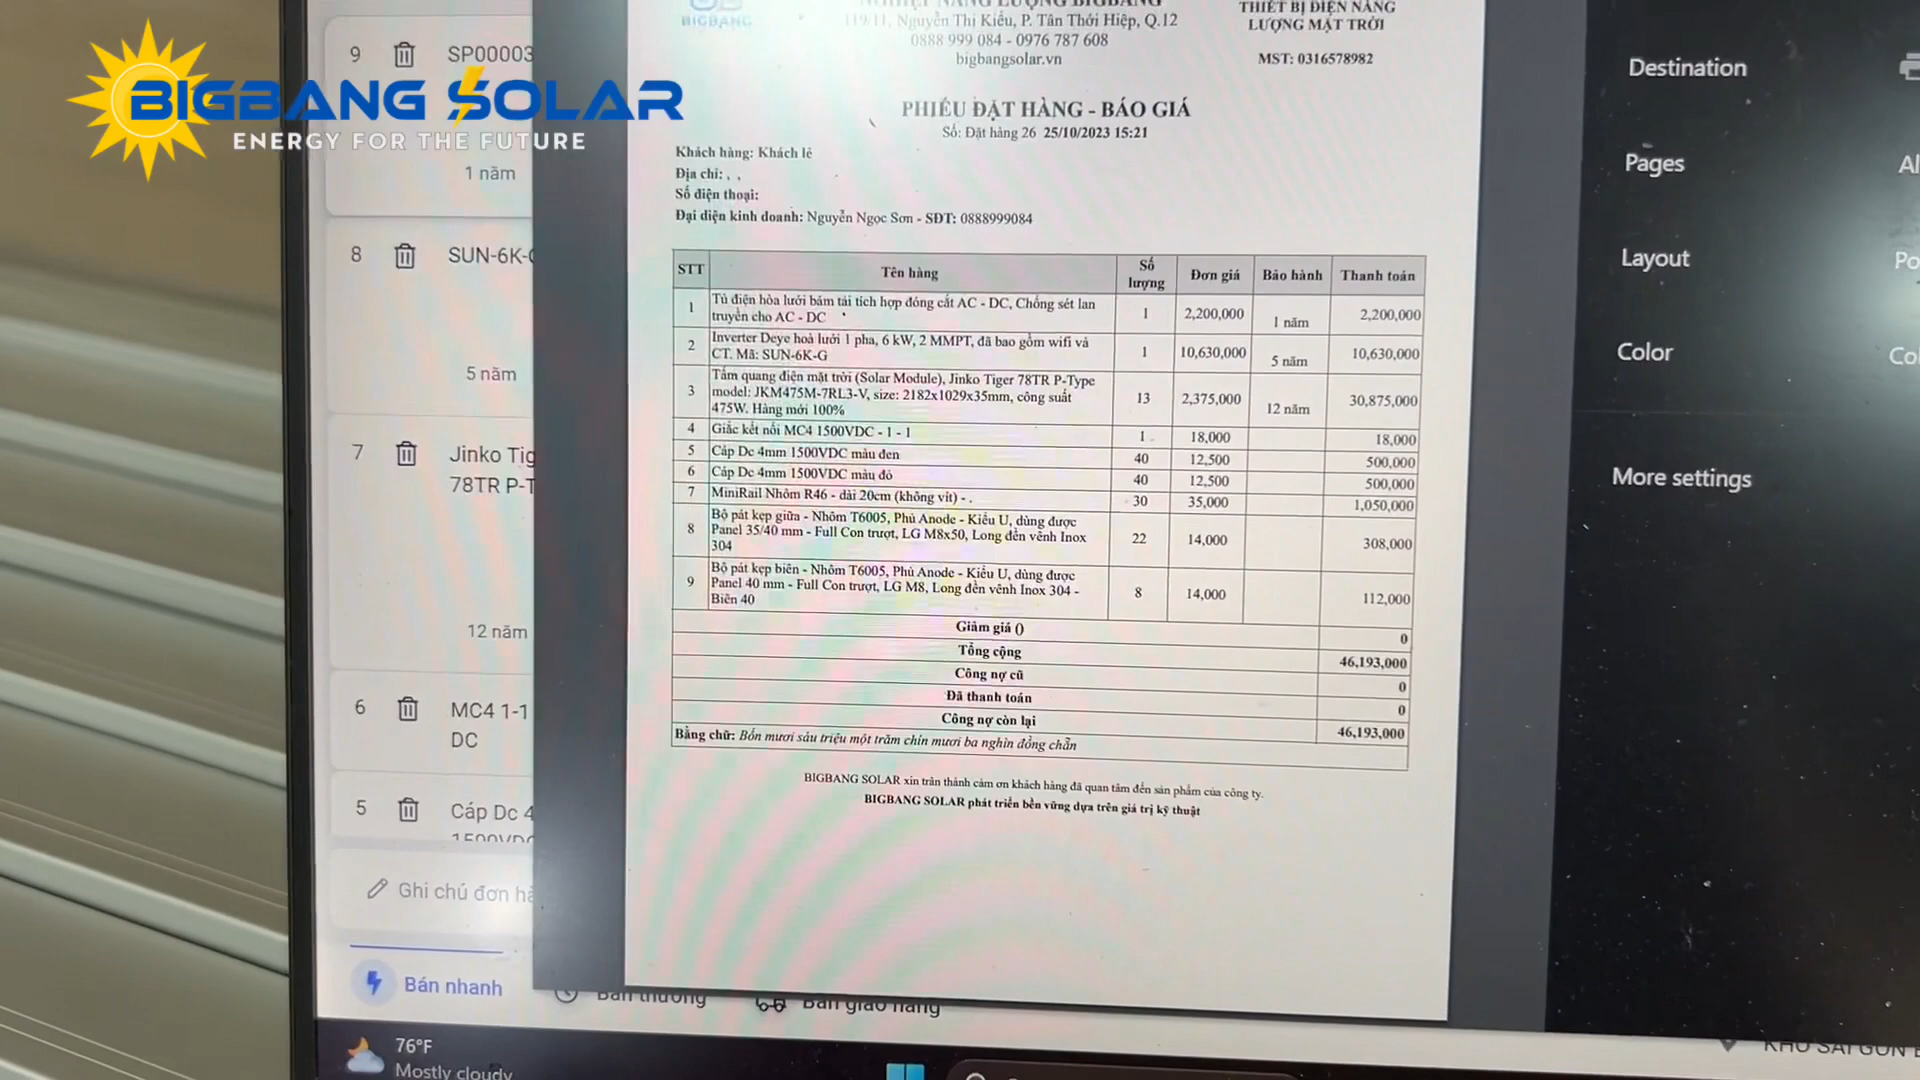 BIGBANG SOLAR
ENERGY FOR THE FUTURE
9 SP00003
1 năm
8 SUN-6K-
5 năm
7 Jinko Tig
78TR P-T
12 năm
6 MC4 1-1
DC
5 Cáp Dc 4
1500VDC
Ghi chú đơn hà
Bán nhanh
Bán thường
Bán giao hàng
76°F
Mostly cloudy
BIGBANG
NĂNG LƯỢNG BIGBANG
119/11, Nguyễn Thị Kiểu, P. Tân Thới Hiệp, Q.12
0888 999 084 - 0976 787 608
bigbangsolar.vn
THIẾT BỊ ĐIỆN NĂNG
LƯỢNG MẶT TRỜI
MST: 0316578982
PHIẾU ĐẶT HÀNG - BÁO GIÁ
Số: Đặt hàng 26 25/10/2023 15:21
Khách hàng: Khách lẻ
Địa chỉ: , ,
Số điện thoại:
Đại diện kinh doanh: Nguyễn Ngọc Sơn - SĐT: 0888999084
STT Tên hàng Số lượng Đơn giá Bảo hành Thanh toán
1 Tủ điện hòa lưới bám tải tích hợp đóng cắt AC - DC, Chống sét lan
truyền cho AC - DC 1 2,200,000 1 năm 2,200,000
2 Inverter Deye hoà lưới 1 pha, 6 kW, 2 MMPT, đã bao gồm wifi và
CT. Mã: SUN-6K-G 1 10,630,000 5 năm 10,630,000
3 Tấm quang điện mặt trời (Solar Module), Jinko Tiger 78TR P-Type
model: JKM475M-7RL3-V, size: 2182x1029x35mm, công suất
475W. Hàng mới 100% 13 2,375,000 12 năm 30,875,000
4 Giắc kết nối MC4 1500VDC - 1 - 1 1 18,000 18,000
5 Cáp Dc 4mm 1500VDC màu đen 40 12,500 500,000
6 Cáp Dc 4mm 1500VDC màu đỏ 40 12,500 500,000
7 MiniRail Nhôm R46 - dài 20cm (không vít) - . 30 35,000 1,050,000
8 Bộ pát kẹp giữa - Nhôm T6005, Phủ Anode - Kiểu U, dùng được
Panel 35/40 mm - Full Con trượt, LG M8x50, Long đền vênh Inox
304 22 14,000 308,000
9 Bộ pát kẹp biên - Nhôm T6005, Phủ Anode - Kiểu U, dùng được
Panel 40 mm - Full Con trượt, LG M8, Long đền vênh Inox 304 -
Biên 40 8 14,000 112,000
Giảm giá () 0
Tổng cộng 46,193,000
Công nợ cũ 0
Đã thanh toán 0
Công nợ còn lại 46,193,000
Bằng chữ: Bốn mươi sáu triệu một trăm chín mươi ba nghìn đồng chẵn
BIGBANG SOLAR xin trân thành cảm ơn khách hàng đã quan tâm đến sản phẩm của công ty.
BIGBANG SOLAR phát triển bền vững dựa trên giá trị kỹ thuật
Destination
Pages Al
Layout Po
Color Co
More settings
KHO SAI GON